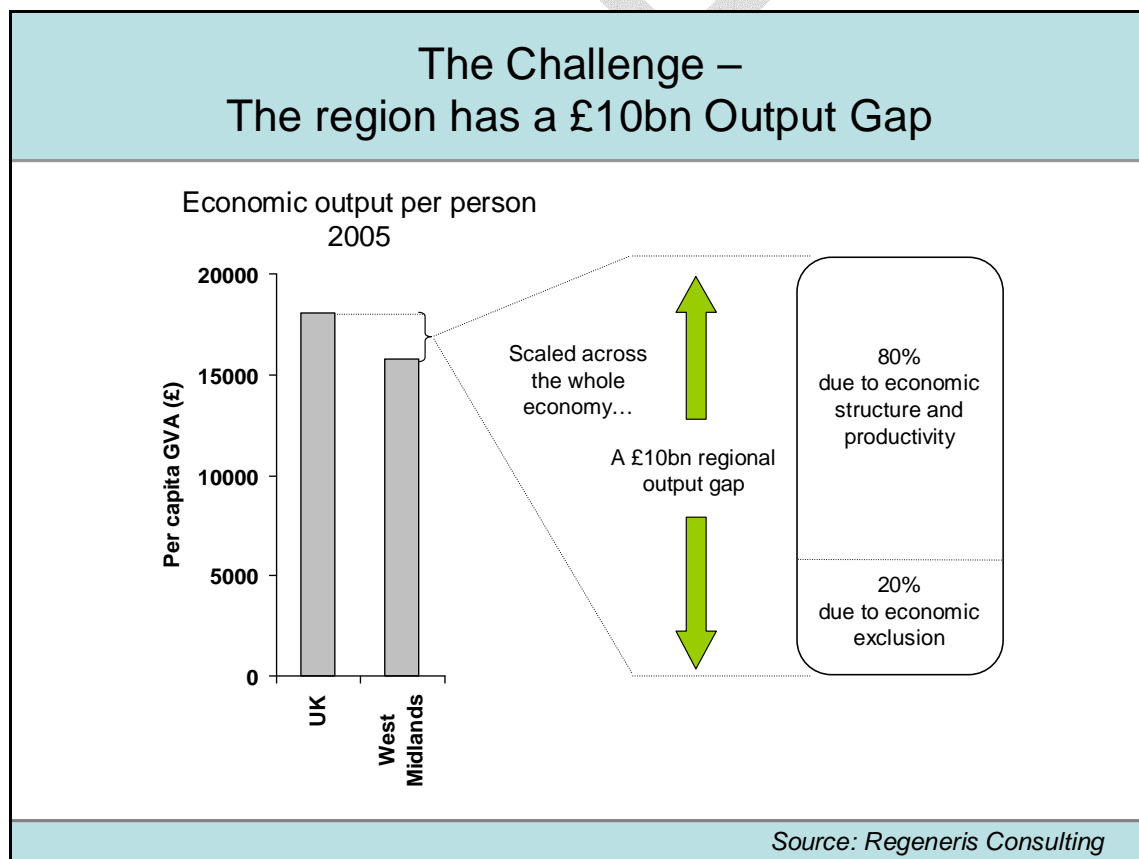 The Challenge –
The region has a £10bn Output Gap
Economic output per person
2005
Per capita GVA (£)
20000
15000
10000
5000
0
UK
West
Midlands
Scaled across
the whole
economy…
A £10bn regional
output gap
80%
due to economic
structure and
productivity
20%
due to economic
exclusion
Source: Regeneris Consulting